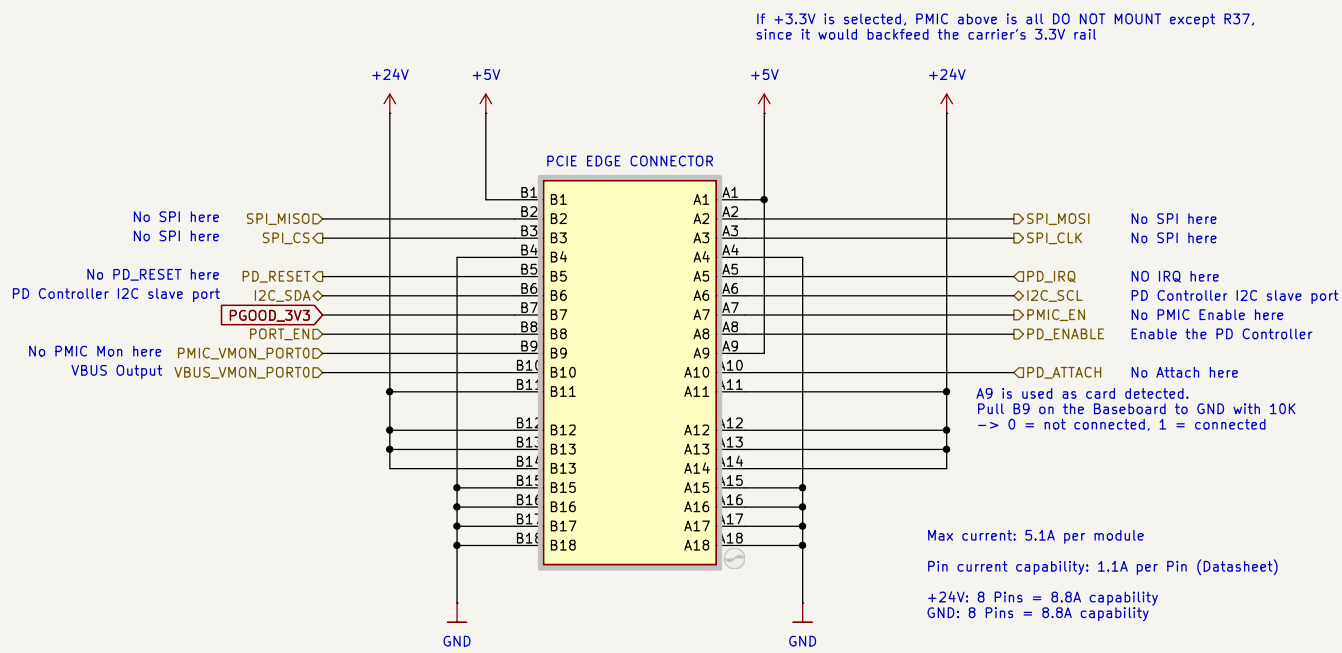 If +3.3V is selected, PMIC above is all DO NOT MOUNT except R37,
since it would backfeed the carrier's 3.3V rail
+24V +5V +5V +24V
PCIE EDGE CONNECTOR
B1 B1 A1 A1
No SPI here SPI_MISO B2 B2 A2 A2 SPI_MOSI No SPI here
No SPI here SPI_CS B3 B3 A3 A3 SPI_CLK No SPI here
B4 B4 A4 A4
No PD_RESET here PD_RESET B5 B5 A5 A5 PD_IRQ NO IRQ here
PD Controller I2C slave port I2C_SDA B6 B6 A6 A6 I2C_SCL PD Controller I2C slave port
PGOOD_3V3 B7 B7 A7 A7 PMIC_EN No PMIC Enable here
PORT_EN B8 B8 A8 A8 PD_ENABLE Enable the PD Controller
No PMIC Mon here PMIC_VMON_PORT0 B9 B9 A9 A9
VBUS Output VBUS_VMON_PORT0 B10 B10 A10 A10 PD_ATTACH No Attach here
B11 B11 A11 A11
A9 is used as card detected.
Pull B9 on the Baseboard to GND with 10K
-> 0 = not connected, 1 = connected
B12 B12 A12 A12
B13 B13 A13 A13
B14 B13 A14 A14
B15 B15 A15 A15
B16 B16 A16 A16
B17 B17 A17 A17
B18 B18 A18 A18
Max current: 5.1A per module
Pin current capability: 1.1A per Pin (Datasheet)
+24V: 8 Pins = 8.8A capability
GND: 8 Pins = 8.8A capability
GND GND